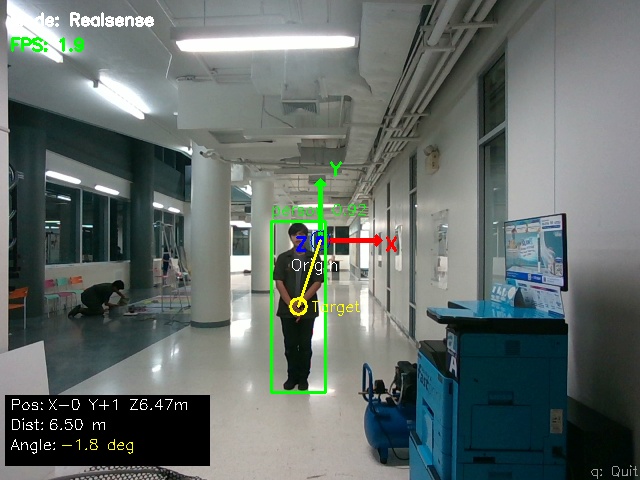 Mode: Realsense
FPS: 1.9
Y
Z
X
Origin
Target
Pos: X-0 Y+1 Z6.47m
Dist: 6.50 m
Angle: -1.8 deg
q: Quit